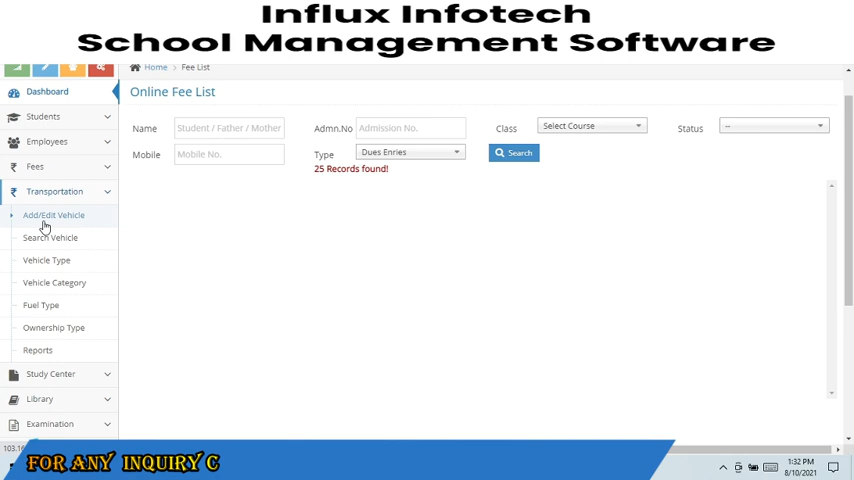 Influx Infotech
School Management Software
Home > Fee List
Dashboard
Online Fee List
Students
Name Student / Father / Mother Admn.No Admission No. Class Select Course Status --
Employees
Mobile Mobile No. Type Dues Enries Search
Fees
25 Records found!
Transportation
Add/Edit Vehicle
Search Vehicle
Vehicle Type
Vehicle Category
Fuel Type
Ownership Type
Reports
Study Center
Library
Examination
103.16
FOR ANY INQUIRY C
1:32 PM
8/10/2021